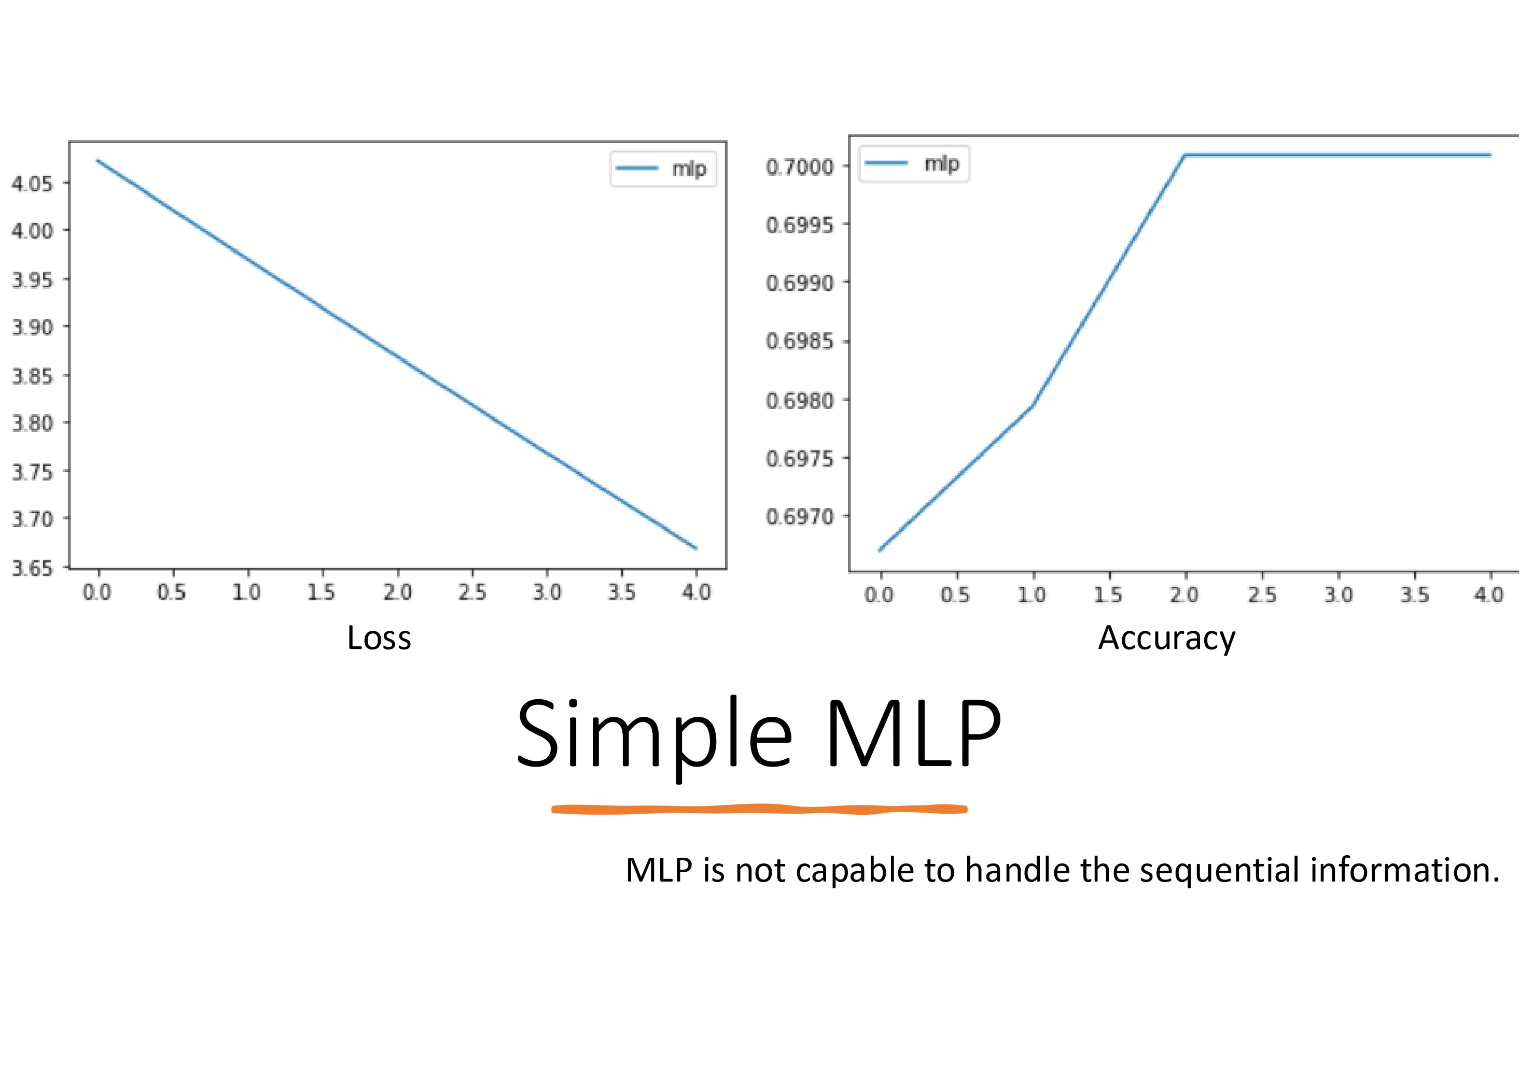 mlp
4.05
4.00
3.95
3.90
3.85
3.80
3.75
3.70
3.65
0.0 0.5 1.0 1.5 2.0 2.5 3.0 3.5 4.0
Loss
mlp
0.7000
0.6995
0.6990
0.6985
0.6980
0.6975
0.6970
0.0 0.5 1.0 1.5 2.0 2.5 3.0 3.5 4.0
Accuracy
Simple MLP
MLP is not capable to handle the sequential information.